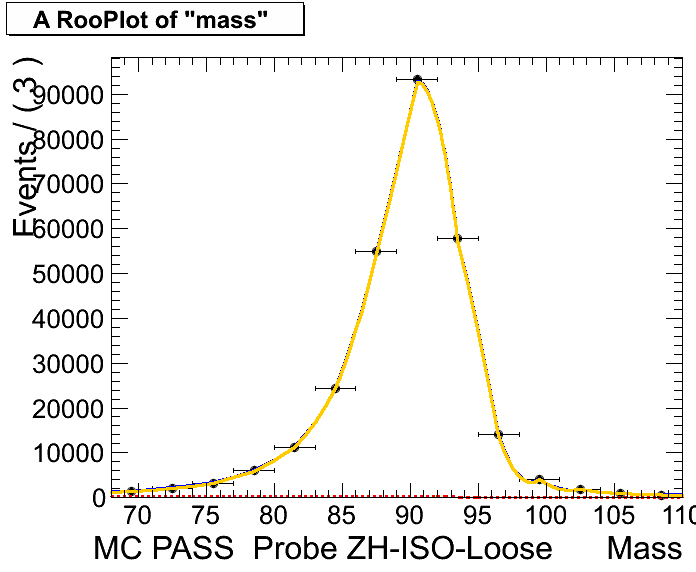 A RooPlot of "mass"
Events / ( 3 )
90000
80000
70000
60000
50000
40000
30000
20000
10000
0
70 75 80 85 90 95 100 105 110
MC PASS Probe ZH-ISO-Loose Mass